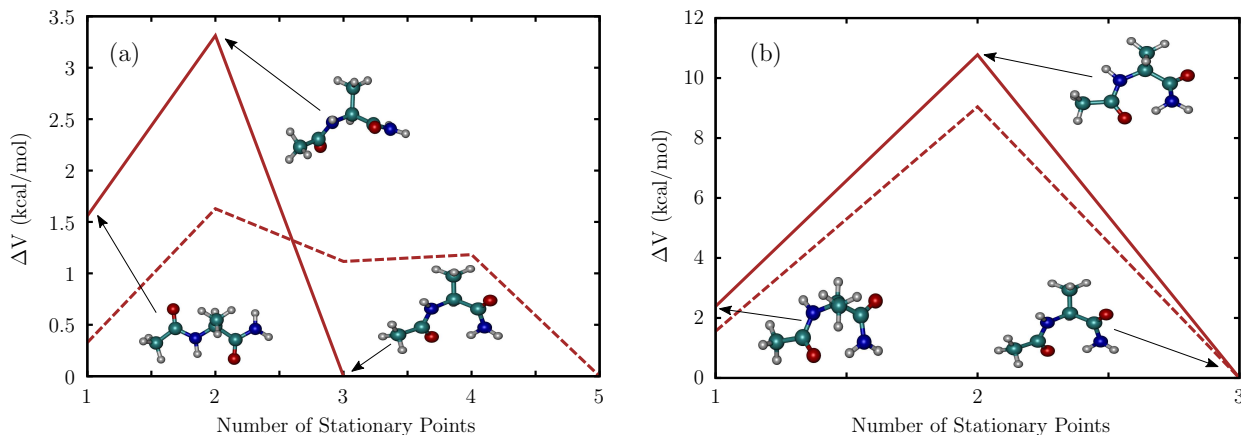 (a)
ΔV (kcal/mol)
3.5
3
2.5
2
1.5
1
0.5
0
1 2 3 4 5
Number of Stationary Points
(b)
ΔV (kcal/mol)
12
10
8
6
4
2
0
1 2 3
Number of Stationary Points